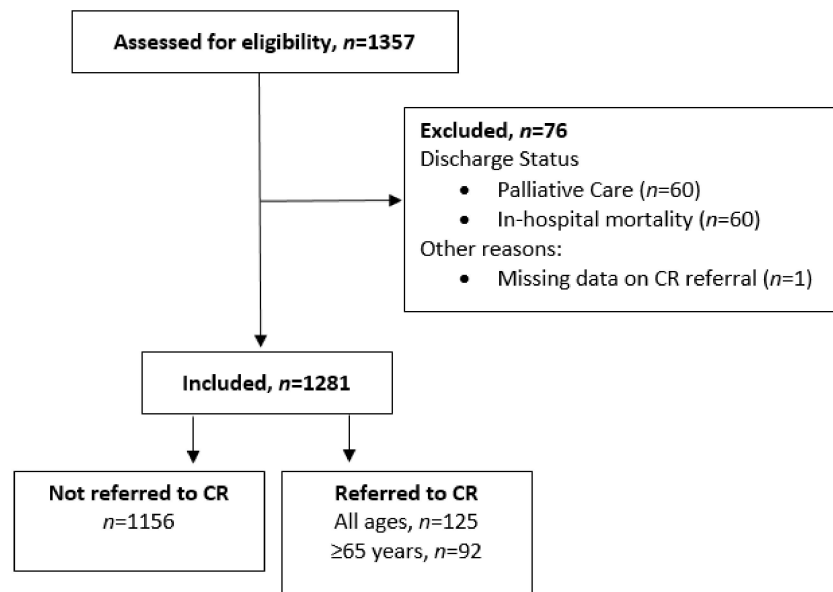 Assessed for eligibility, n=1357
Excluded, n=76
Discharge Status
• Palliative Care (n=60)
• In-hospital mortality (n=60)
Other reasons:
• Missing data on CR referral (n=1)
Included, n=1281
Not referred to CR
n=1156
Referred to CR
All ages, n=125
≥65 years, n=92